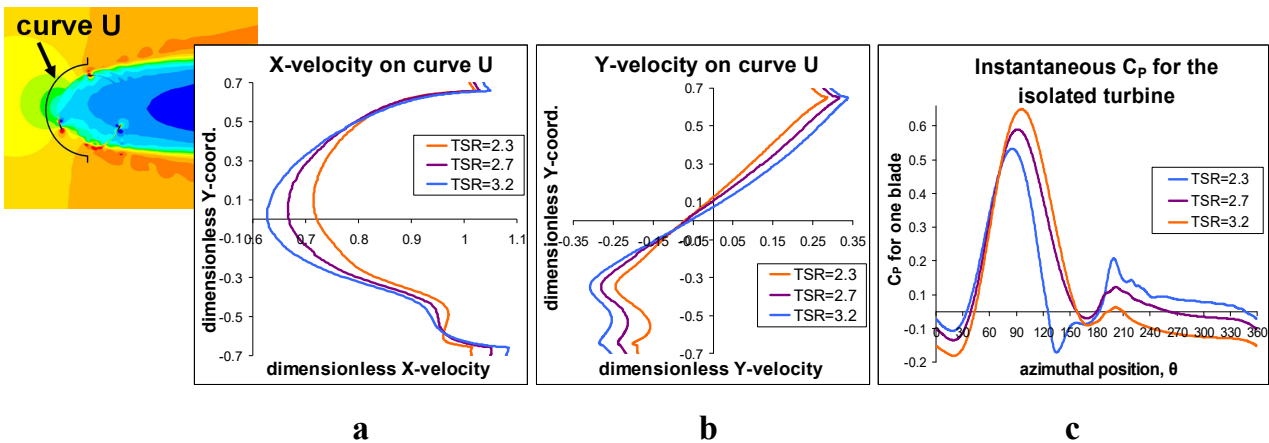 curve U
X-velocity on curve U
dimensionless Y-coord.
0.7
0.5
0.3
0.1
-0.1
-0.3
-0.5
-0.7
0.6
0.7
0.8
0.9
1
1.1
TSR=2.3
TSR=2.7
TSR=3.2
dimensionless X-velocity
a
Y-velocity on curve U
dimensionless Y-coord.
0.7
0.5
0.3
0.1
-0.1
-0.3
-0.5
-0.7
-0.35
-0.25
-0.15
-0.05
0.05
0.15
0.25
0.35
TSR=2.3
TSR=2.7
TSR=3.2
dimensionless Y-velocity
b
Instantaneous CP for the
isolated turbine
CP for one blade
0.6
0.5
0.4
0.3
0.2
0.1
-0.1
-0.2
0
30
60
90
120
150
180
210
240
270
300
330
360
TSR=2.3
TSR=2.7
TSR=3.2
azimuthal position, θ
c